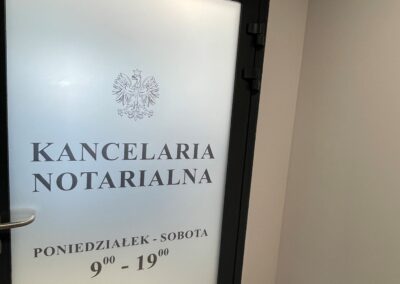 KANCELARIA
NOTARIALNA
PONIEDZIAŁEK - SOBOTA
9⁰⁰ - 19⁰⁰